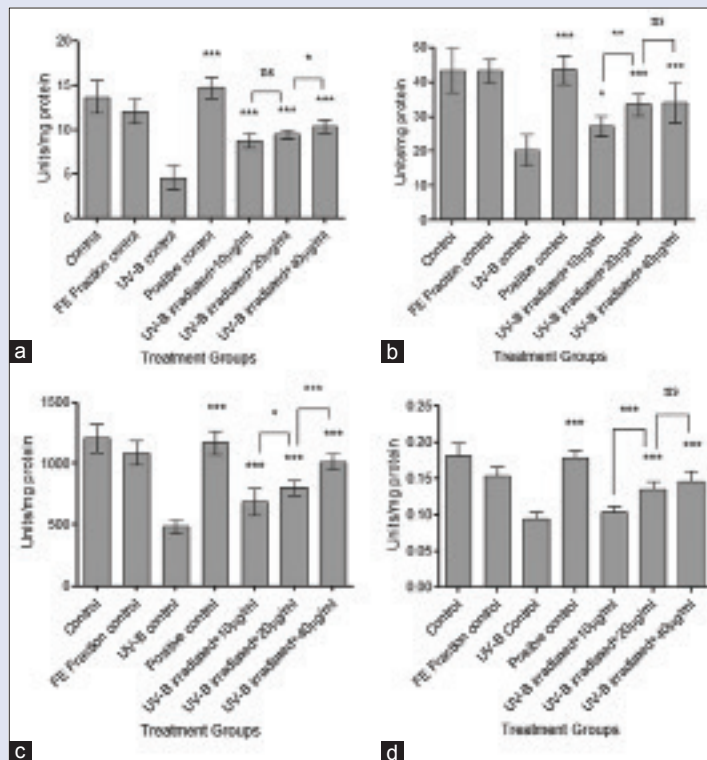 20
15
10
5
0
Units/mg protein
***
ns
*
***
***
***
Control
FE Fraction control
UV-B control
Positive control
UV-B irradiated+10µg/ml
UV-B irradiated+20µg/ml
UV-B irradiated+40µg/ml
Treatment Groups
a
50
40
30
20
10
0
Units/mg protein
***
**
ns
*
***
***
Control
FE Fraction control
UV-B control
Positive control
UV-B irradiated+10µg/ml
UV-B irradiated+20µg/ml
UV-B irradiated+40µg/ml
Treatment Groups
b
1500
1000
500
0
Units/mg protein
***
*
***
***
***
***
Control
FE Fraction control
UV-B control
Positive control
UV-B irradiated+10µg/ml
UV-B irradiated+20µg/ml
UV-B irradiated+40µg/ml
Treatment Groups
c
0.25
0.20
0.15
0.10
0.05
0.00
Units/mg protein
***
***
ns
***
***
Control
FE Fraction control
UV-B Control
Positive control
UV-B irradiated+10µg/ml
UV-B irradiated+20µg/ml
UV-B irradiated+40µg/ml
Treatment Groups
d